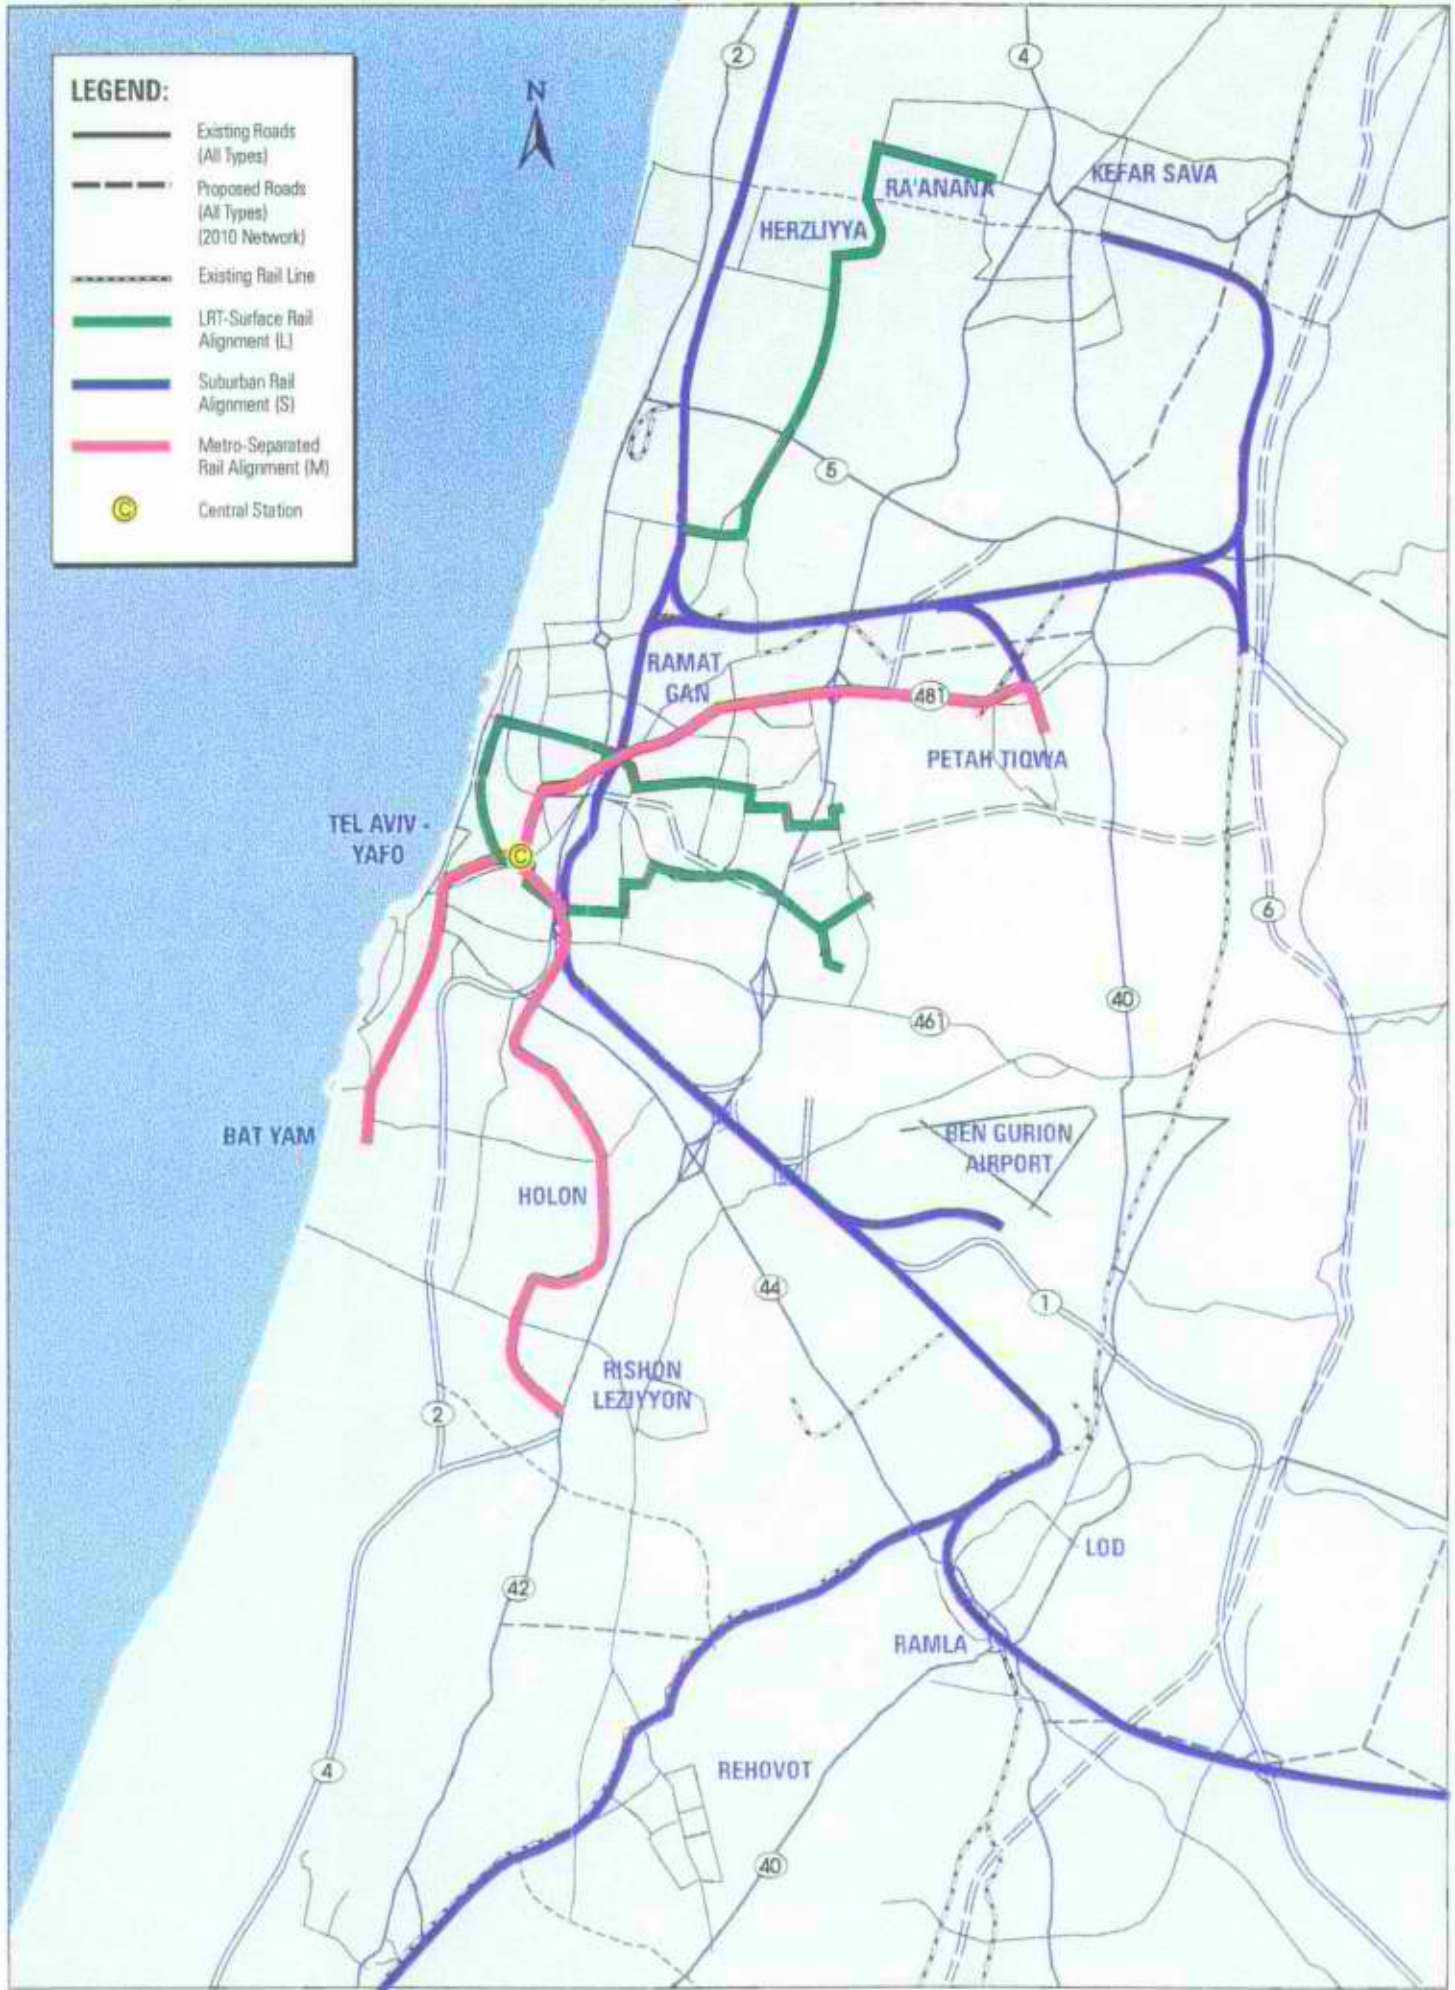 LEGEND:
Existing Roads
(All Types)
Proposed Roads
(All Types)
(2010 Network)
Existing Rail Line
LRT-Surface Rail
Alignment (L)
Suburban Rail
Alignment (S)
Metro-Separated
Rail Alignment (M)
C
Central Station
N
2
4
KEFAR SAVA
RA'ANANA
HERZLIYYA
5
RAMAT
GAN
481
PETAH TIQWA
TEL AVIV -
YAFO
C
6
40
461
BAT YAM
BEN GURION
AIRPORT
HOLON
44
1
RISHON
LEZIYYON
2
LOD
42
RAMLA
4
REHOVOT
40